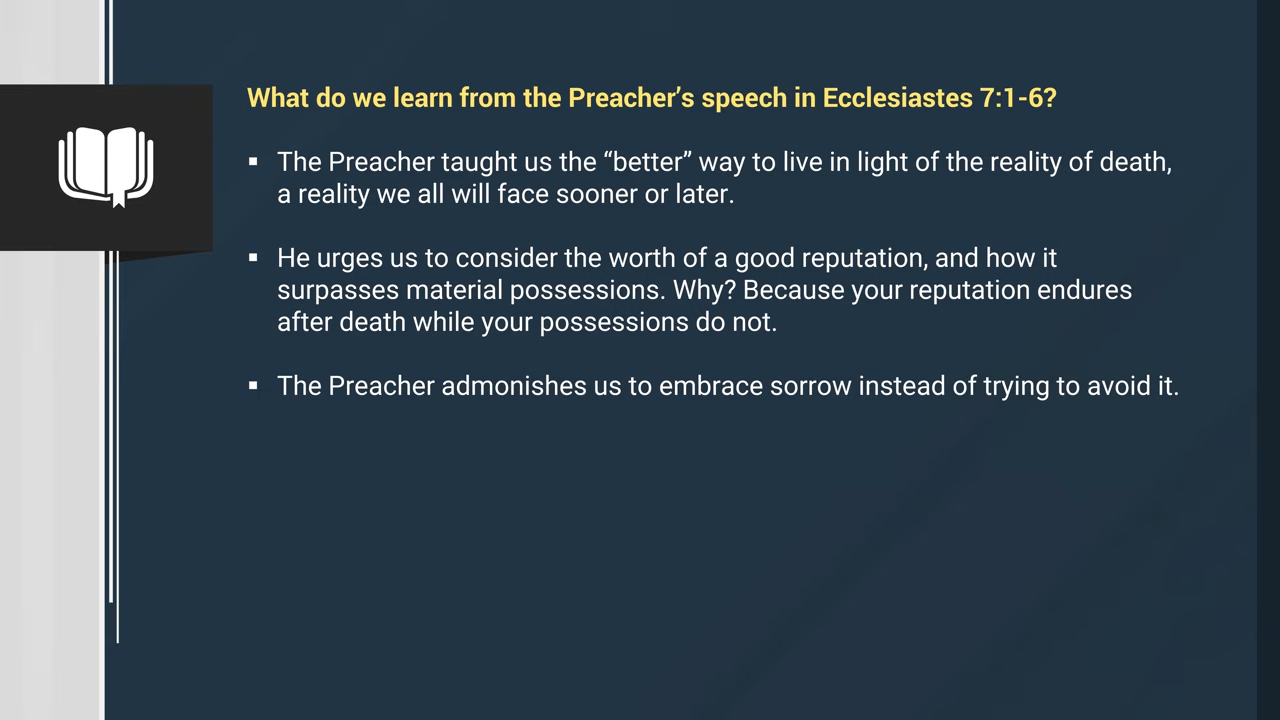 What do we learn from the Preacher’s speech in Ecclesiastes 7:1-6?
▪ The Preacher taught us the “better” way to live in light of the reality of death,
a reality we all will face sooner or later.
▪ He urges us to consider the worth of a good reputation, and how it
surpasses material possessions. Why? Because your reputation endures
after death while your possessions do not.
▪ The Preacher admonishes us to embrace sorrow instead of trying to avoid it.